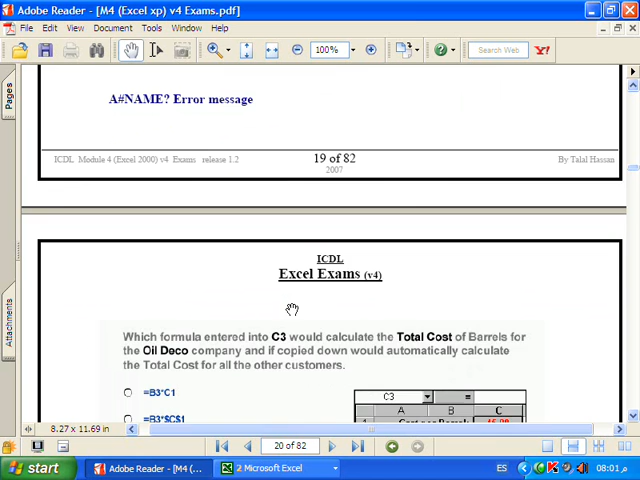 Adobe Reader - [M4 (Excel xp) v4 Exams.pdf]
File Edit View Document Tools Window Help
100%
Search Web
Y!
Pages
Attachments
A#NAME? Error message
ICDL Module 4 (Excel 2000) v4 Exams release 1.2
19 of 82
2007
By Talal Hassan
ICDL
Excel Exams (v4)
Which formula entered into C3 would calculate the Total Cost of Barrels for
the Oil Deco company and if copied down would automatically calculate
the Total Cost for all the other customers.
=B3*C1
=B3*$C$1
C3 =
A B C
8.27 x 11.69 in
20 of 82
start
Adobe Reader - [M4 (...
2 Microsoft Excel
ES
08:01 م